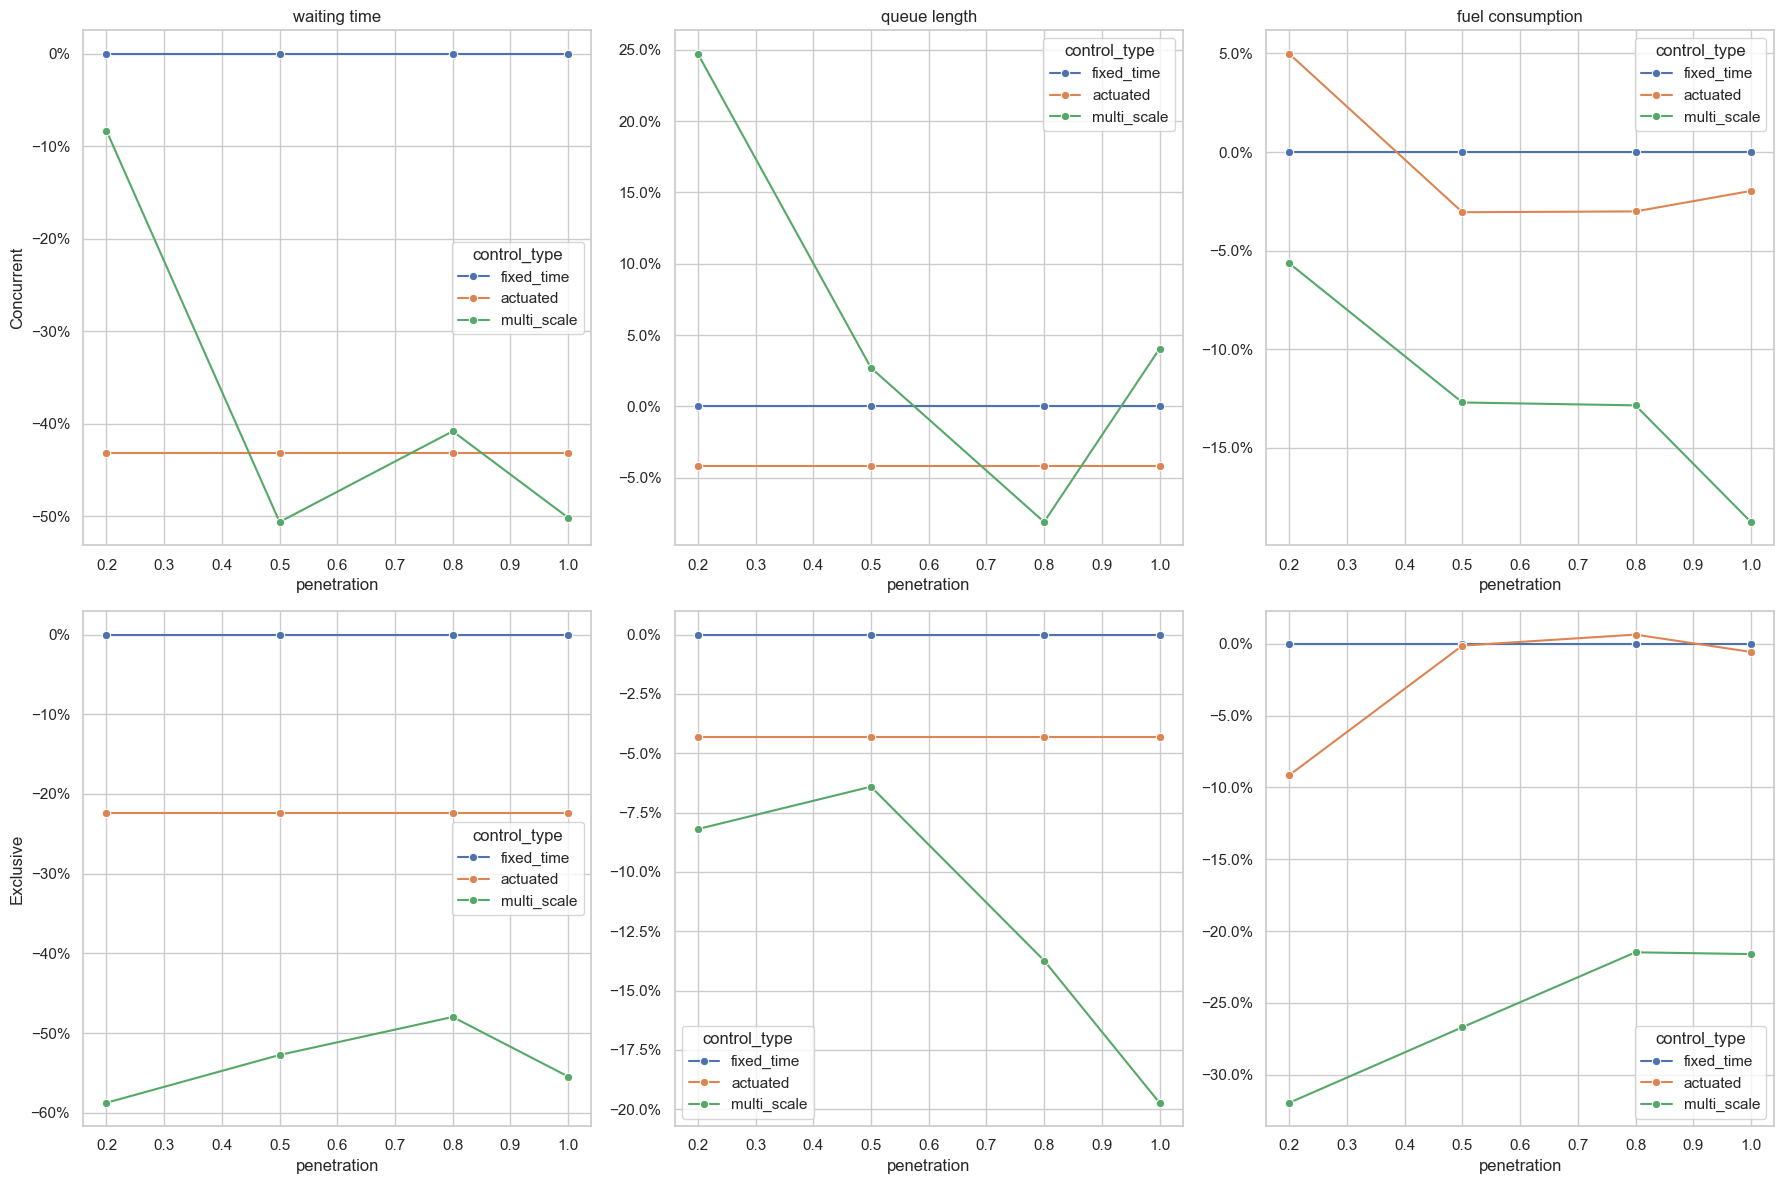 waiting time
0%
−10%
−20%
−30%
−40%
−50%
Concurrent
control_type
fixed_time
actuated
multi_scale
0.2 0.3 0.4 0.5 0.6 0.7 0.8 0.9 1.0
penetration
queue length
25.0%
20.0%
15.0%
10.0%
5.0%
0.0%
−5.0%
control_type
fixed_time
actuated
multi_scale
0.2 0.3 0.4 0.5 0.6 0.7 0.8 0.9 1.0
penetration
fuel consumption
5.0%
0.0%
−5.0%
−10.0%
−15.0%
control_type
fixed_time
actuated
multi_scale
0.2 0.3 0.4 0.5 0.6 0.7 0.8 0.9 1.0
penetration
0%
−10%
−20%
−30%
−40%
−50%
−60%
Exclusive
control_type
fixed_time
actuated
multi_scale
0.2 0.3 0.4 0.5 0.6 0.7 0.8 0.9 1.0
penetration
0.0%
−2.5%
−5.0%
−7.5%
−10.0%
−12.5%
−15.0%
−17.5%
−20.0%
control_type
fixed_time
actuated
multi_scale
0.2 0.3 0.4 0.5 0.6 0.7 0.8 0.9 1.0
penetration
0.0%
−5.0%
−10.0%
−15.0%
−20.0%
−25.0%
−30.0%
control_type
fixed_time
actuated
multi_scale
0.2 0.3 0.4 0.5 0.6 0.7 0.8 0.9 1.0
penetration